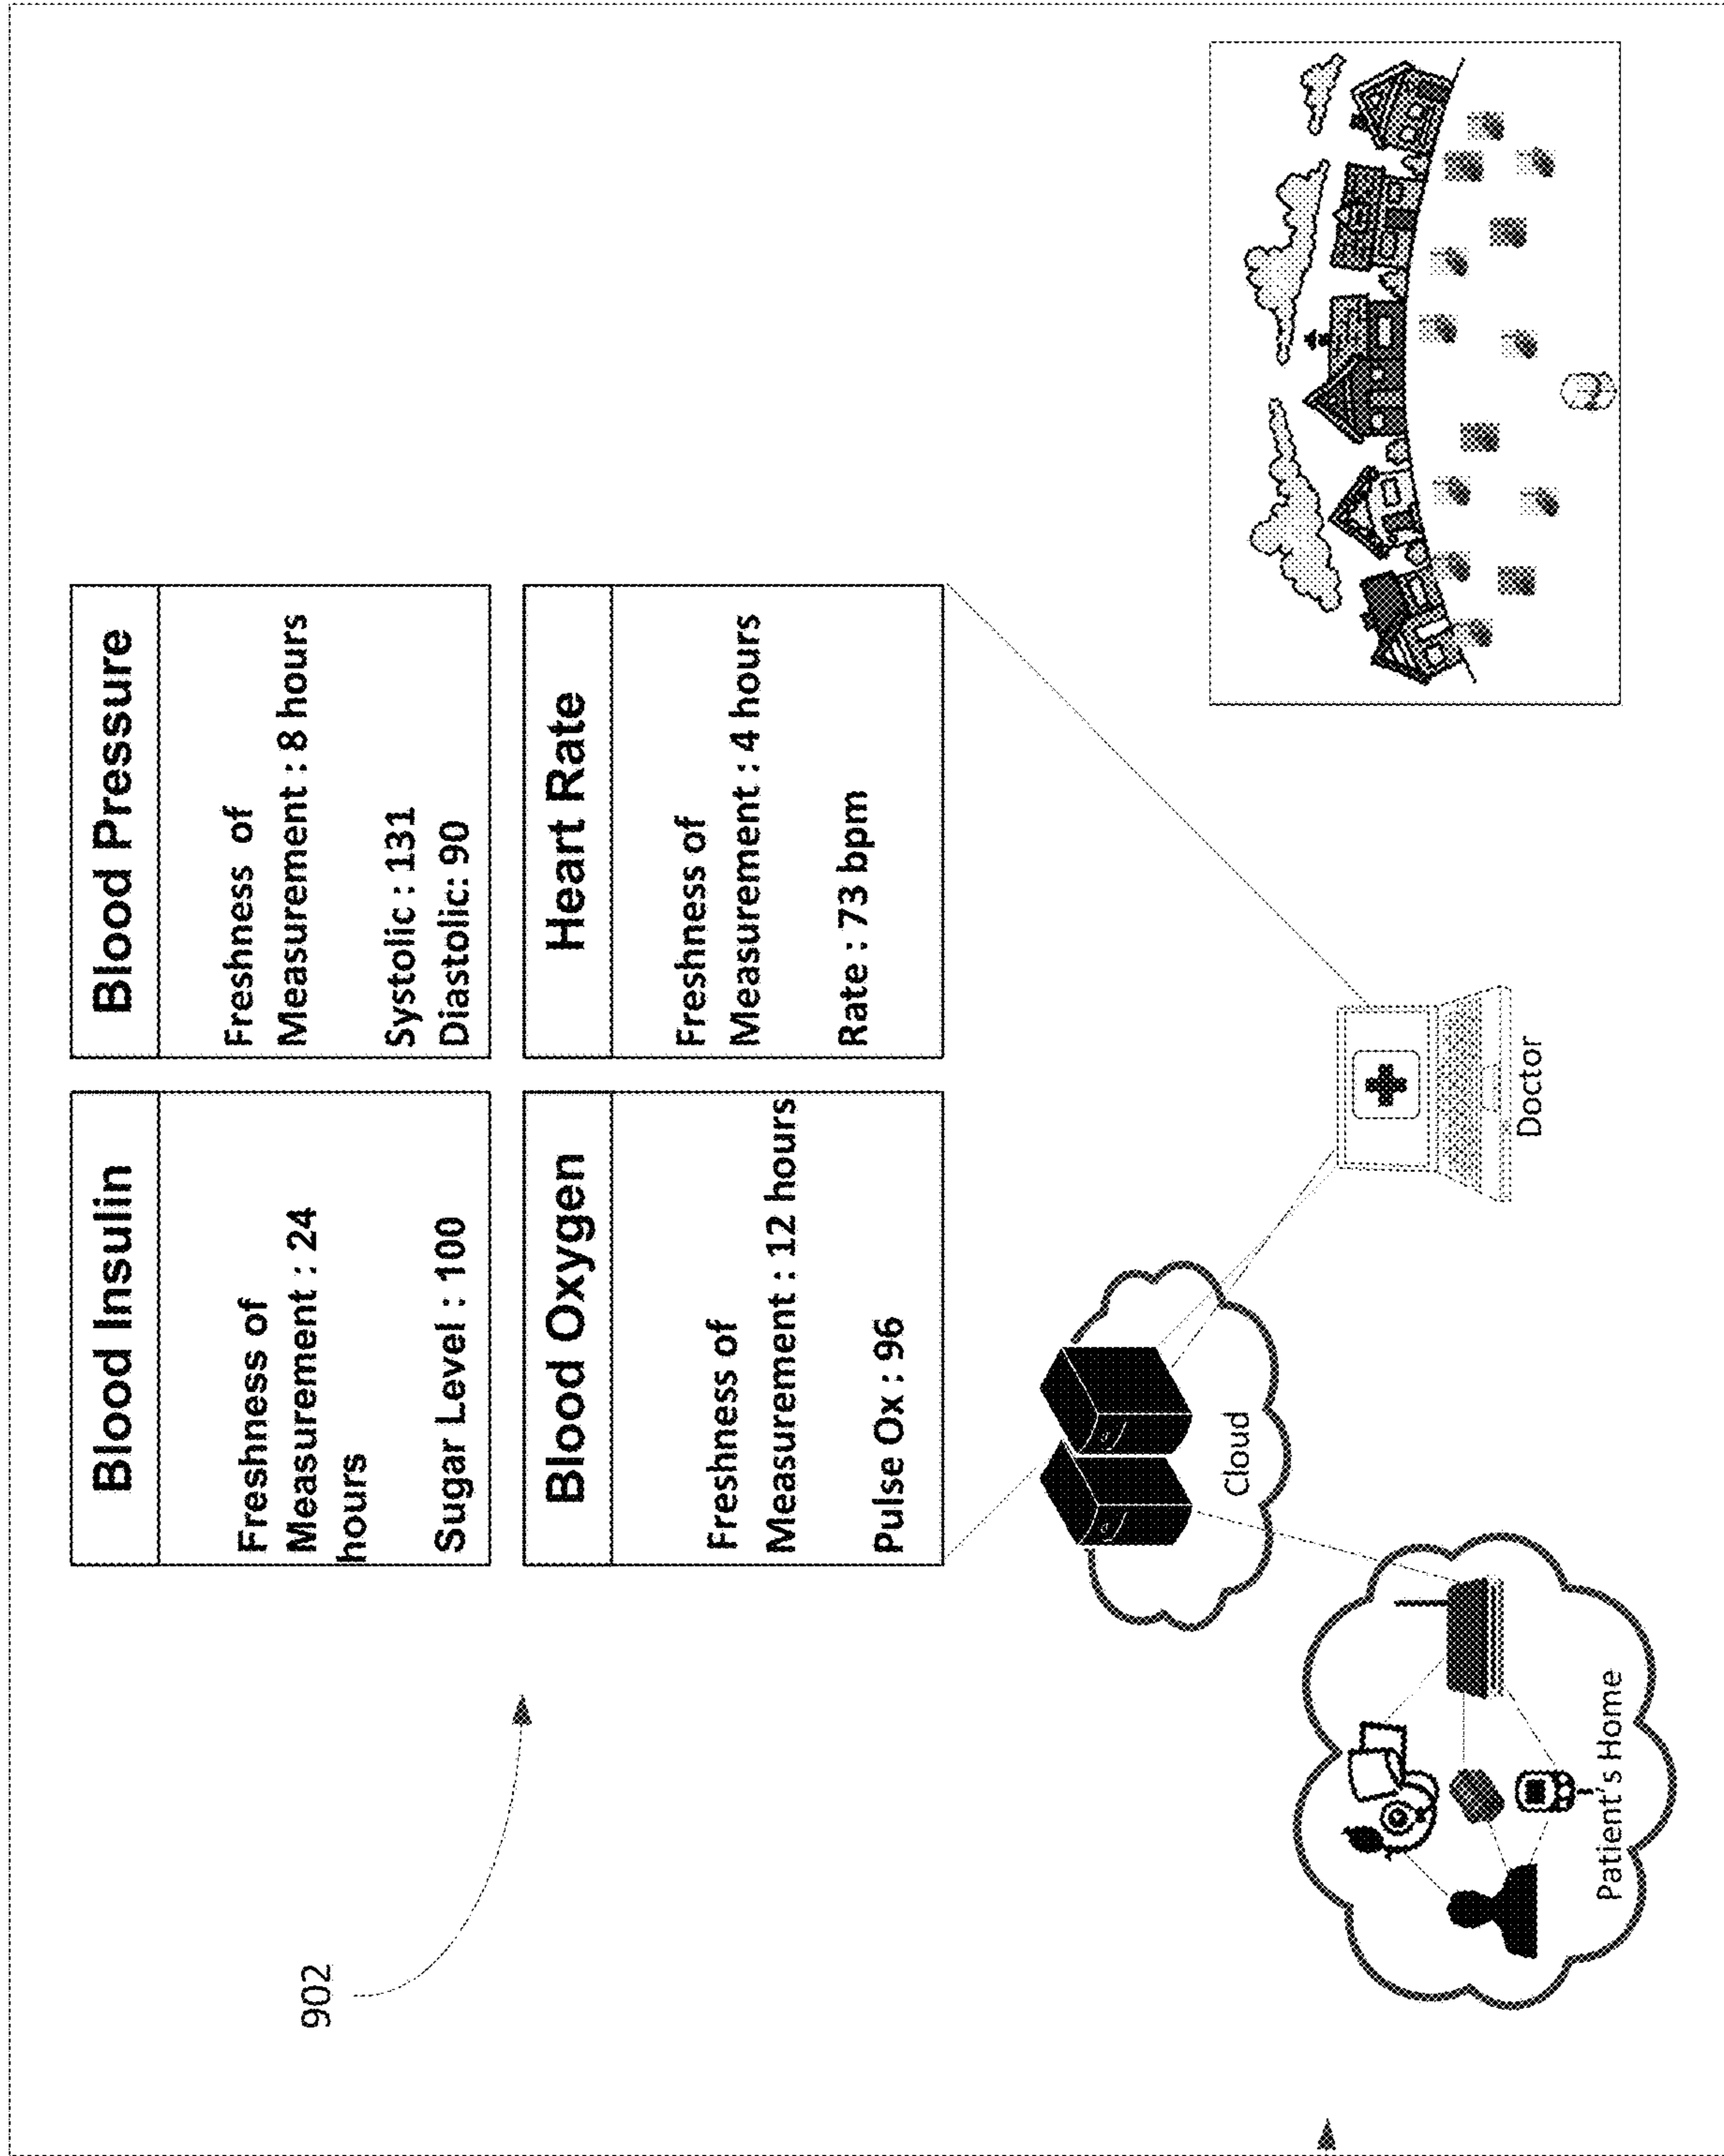 902
Blood Insulin
Freshness of
Measurement : 24
hours
Sugar Level : 100
Blood Pressure
Freshness of
Measurement : 8 hours
Systolic : 131
Diastolic: 90
Blood Oxygen
Freshness of
Measurement : 12 hours
Pulse Ox : 96
Heart Rate
Freshness of
Measurement : 4 hours
Rate : 73 bpm
Cloud
Doctor
Patient's Home